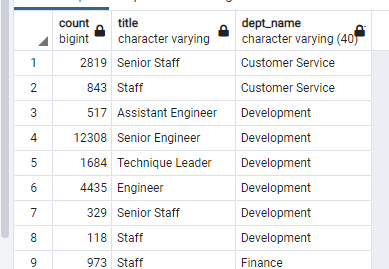 count title dept_name
bigint character varying character varying (40)
1 2819 Senior Staff Customer Service
2 843 Staff Customer Service
3 517 Assistant Engineer Development
4 12308 Senior Engineer Development
5 1684 Technique Leader Development
6 4435 Engineer Development
7 329 Senior Staff Development
8 118 Staff Development
9 973 Staff Finance